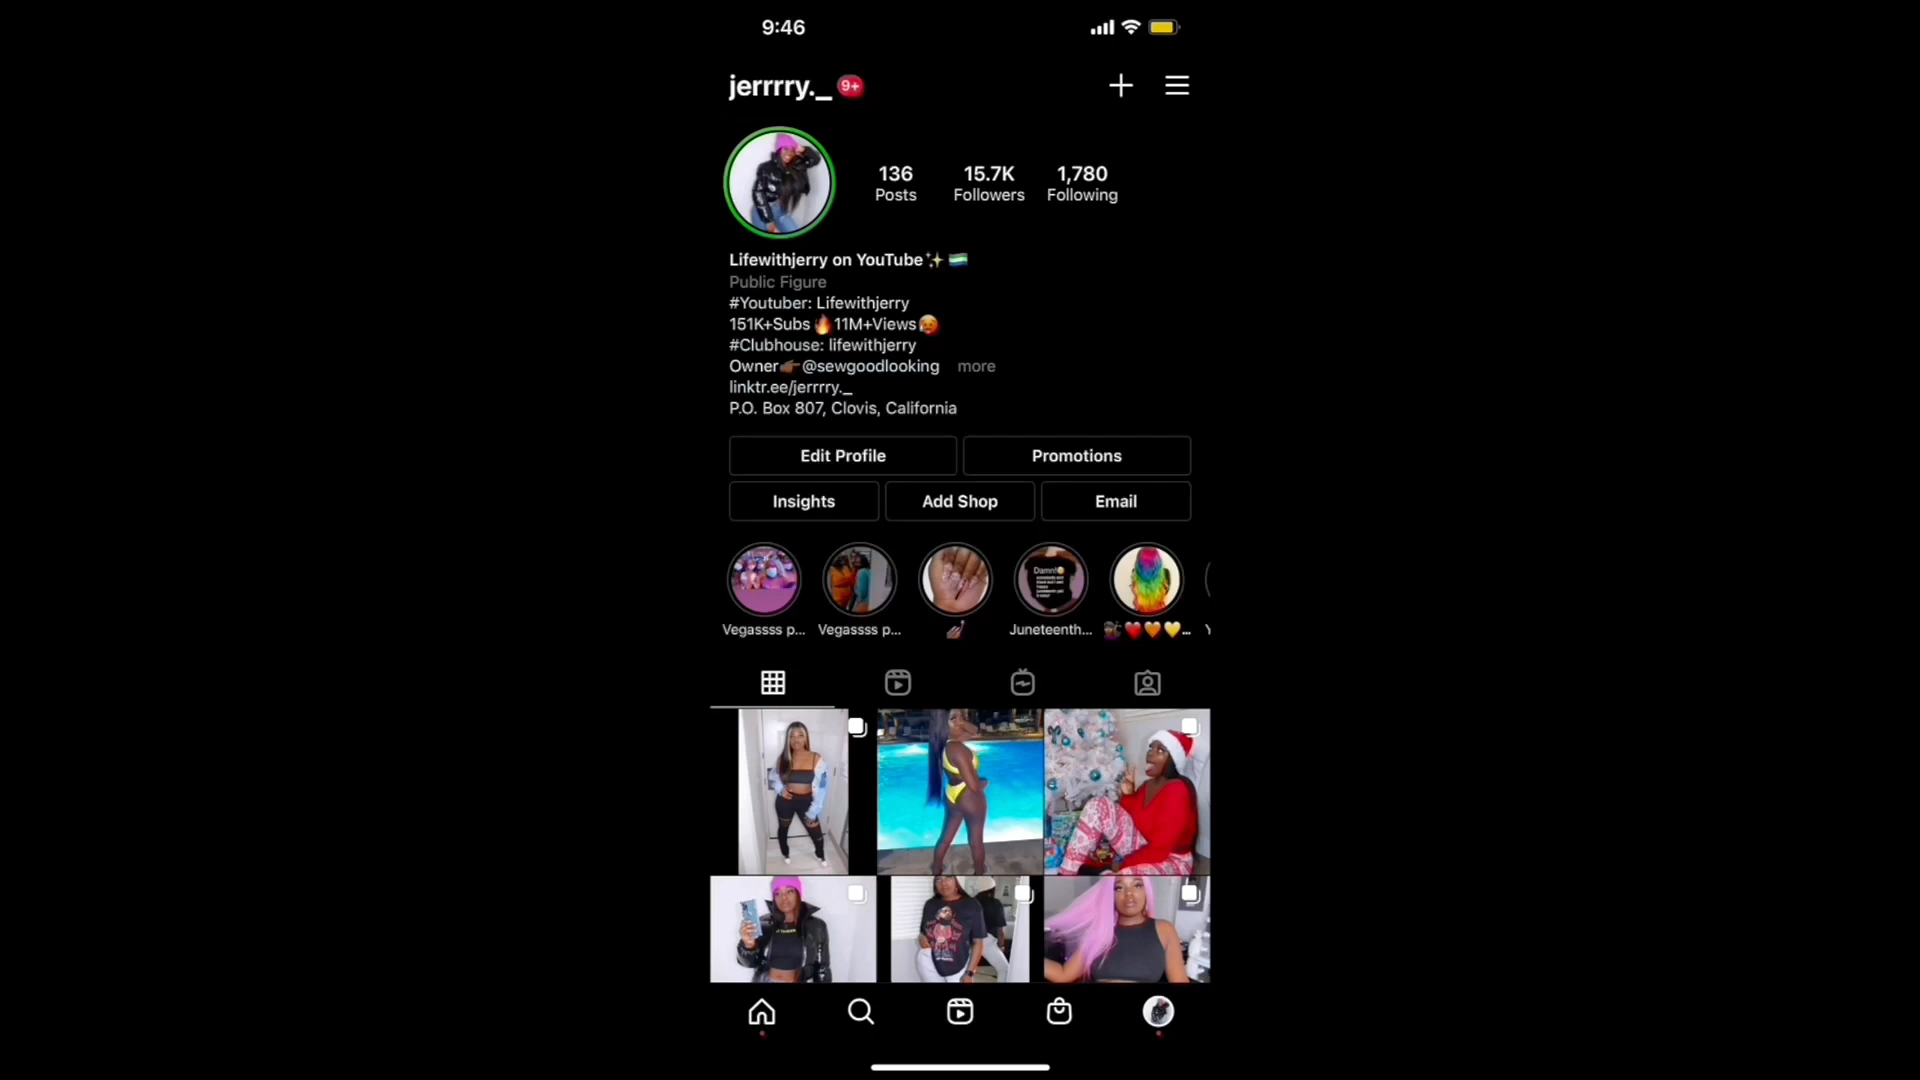 9:46
jerrrry._ 9+
136 15.7K 1,780
Posts Followers Following
Lifewithjerry on YouTube✨🇸🇱
Public Figure
#Youtuber: Lifewithjerry
151K+Subs🔥11M+Views🥵
#Clubhouse: lifewithjerry
Owner👉🏾@sewgoodlooking more
linktr.ee/jerrrry._
P.O. Box 807, Clovis, California
Edit Profile Promotions
Insights Add Shop Email
Damn!
Vegassss p... Vegassss p... 💅🏾 Juneteenth... ❤️🧡💛...